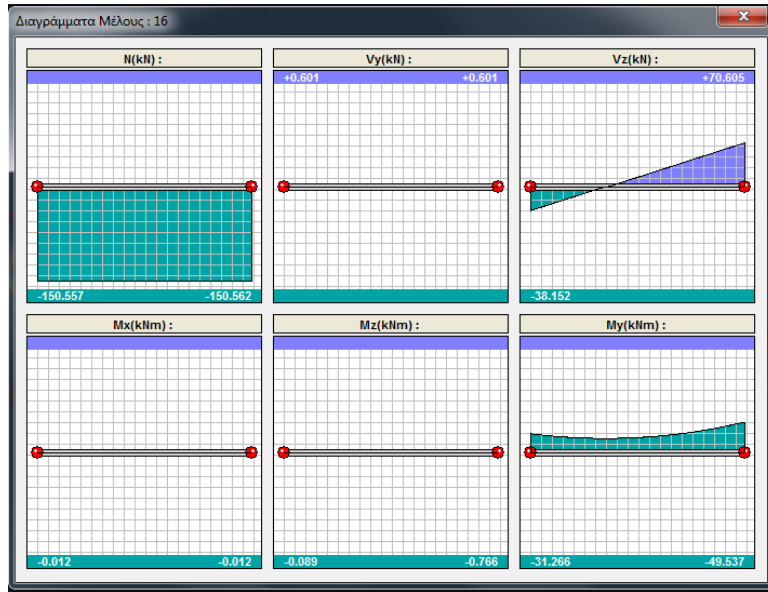 Διαγράμματα Μέλους : 16
x
N(kN) :
Vy(kN) :
Vz(kN) :
+0.601 +0.601
+70.605
-150.557 -150.562
-38.152
Mx(kNm) :
Mz(kNm) :
My(kNm) :
-0.012 -0.012
-0.089 -0.766
-31.266 -49.537